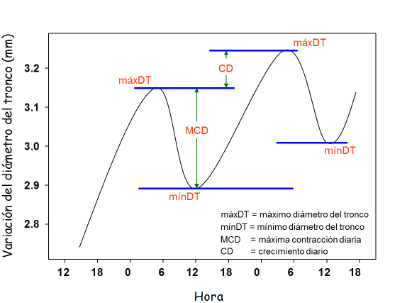 Variación del diámetro del tronco (mm)
3.2
3.1
3.0
2.9
2.8
máxDT
CD
máxDT
MCD
mínDT
mínDT
máxDT = máximo diámetro del tronco
mínDT = mínimo diámetro del tronco
MCD = máxima contracción diaria
CD = crecimiento diario
12 18 0 6 12 18 0 6 12 18
Hora